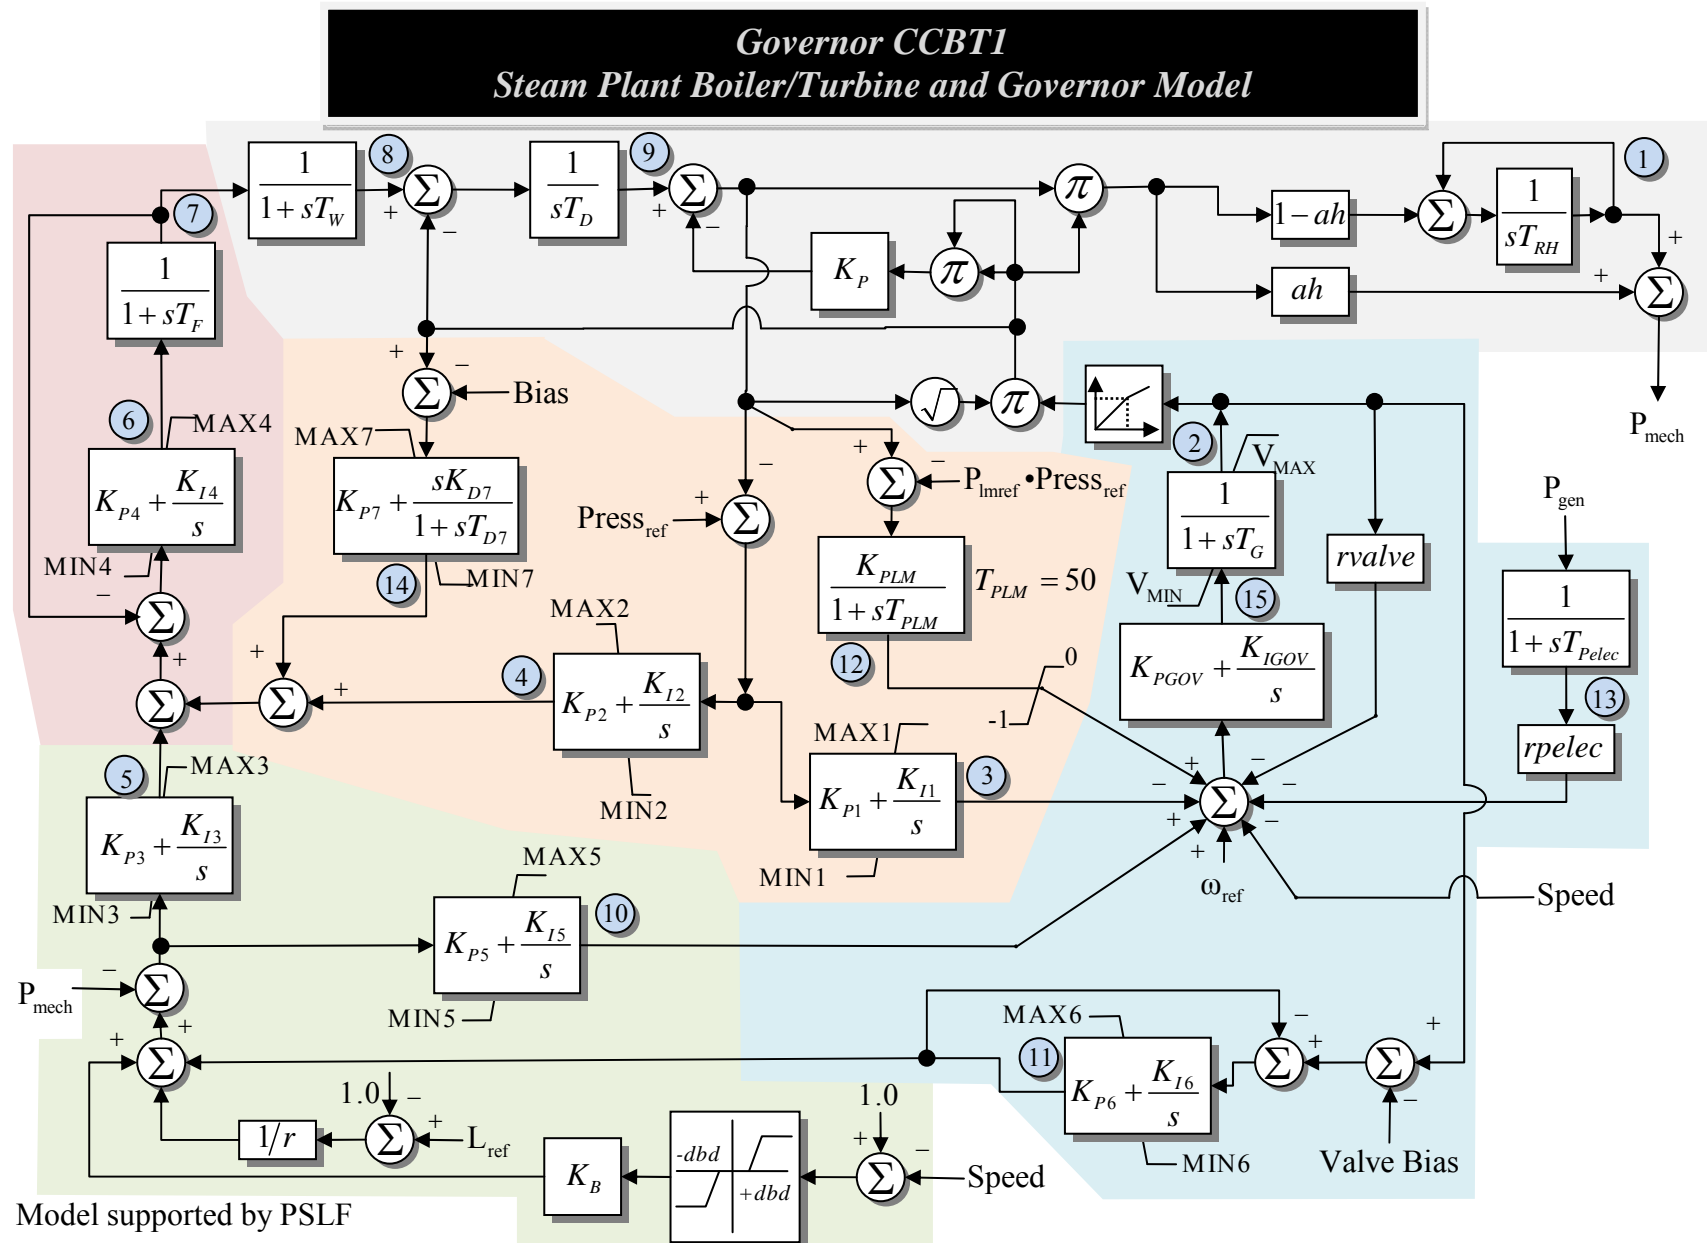 Governor CCBT1
Steam Plant Boiler/Turbine and Governor Model
1
1 + sT_W
8
Σ
+
−
1
sT_D
9
Σ
+
−
π
1 − ah
Σ
1
sT_RH
1
+
7
1
1 + sT_F
K_P
π
ah
+
Σ
+
−
Σ
Bias
√
π
P_mech
6
MAX4
K_P4 + K_I4/s
MIN4
MAX7
K_P7 + sK_D7/(1 + sT_D7)
MIN7
14
−
+
Press_ref
Σ
+
−
Σ
P_lmref •Press_ref
2
V_MAX
1
1 + sT_G
V_MIN
15
rvalve
P_gen
1
1 + sT_Pelec
13
K_PLM
1 + sT_PLM
T_PLM = 50
12
0
-1
K_PGOV + K_IGOV/s
rpelec
−
Σ
+
Σ
+
Σ
+
4
MAX2
K_P2 + K_I2/s
MIN2
MAX1
K_P1 + K_I1/s
MIN1
3
+
−
−
−
+
Σ
−
+
ω_ref
Speed
5
MAX3
K_P3 + K_I3/s
MIN3
MAX5
K_P5 + K_I5/s
MIN5
10
−
P_mech
Σ
+
+
Σ
MAX6
11
K_P6 + K_I6/s
MIN6
−
Σ
+
+
Σ
−
Valve Bias
1.0
−
1/r
Σ
+
L_ref
K_B
-dbd
+dbd
1.0
+
Σ
−
Speed
Model supported by PSLF